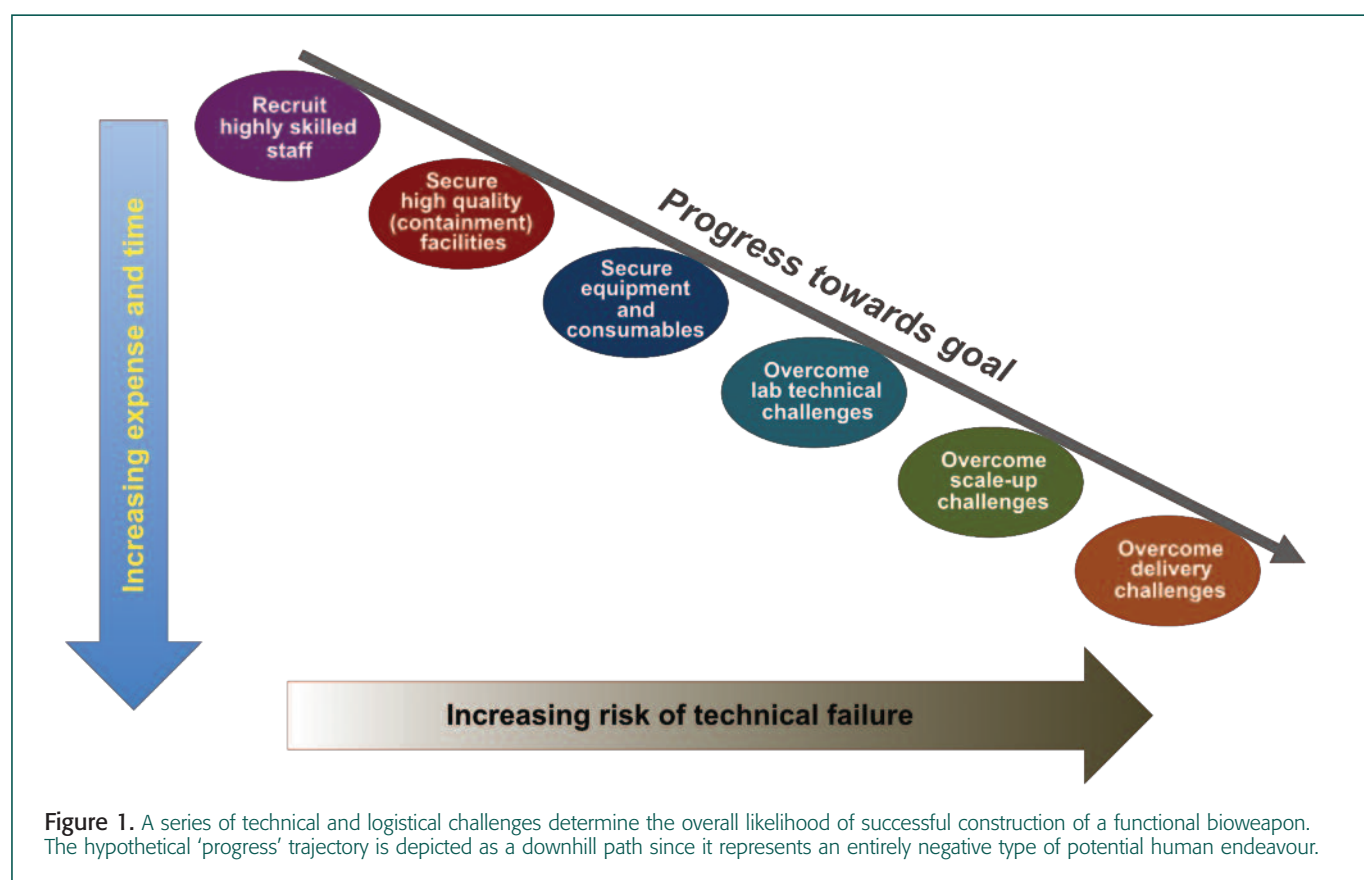 Recruit
highly skilled
staff
Secure
high quality
(containment)
facilities
Secure
equipment
and
consumables
Overcome
lab technical
challenges
Overcome
scale-up
challenges
Overcome
delivery
challenges
Progress towards goal
Increasing expense and time
Increasing risk of technical failure
Figure 1. A series of technical and logistical challenges determine the overall likelihood of successful construction of a functional bioweapon.
The hypothetical ‘progress’ trajectory is depicted as a downhill path since it represents an entirely negative type of potential human endeavour.